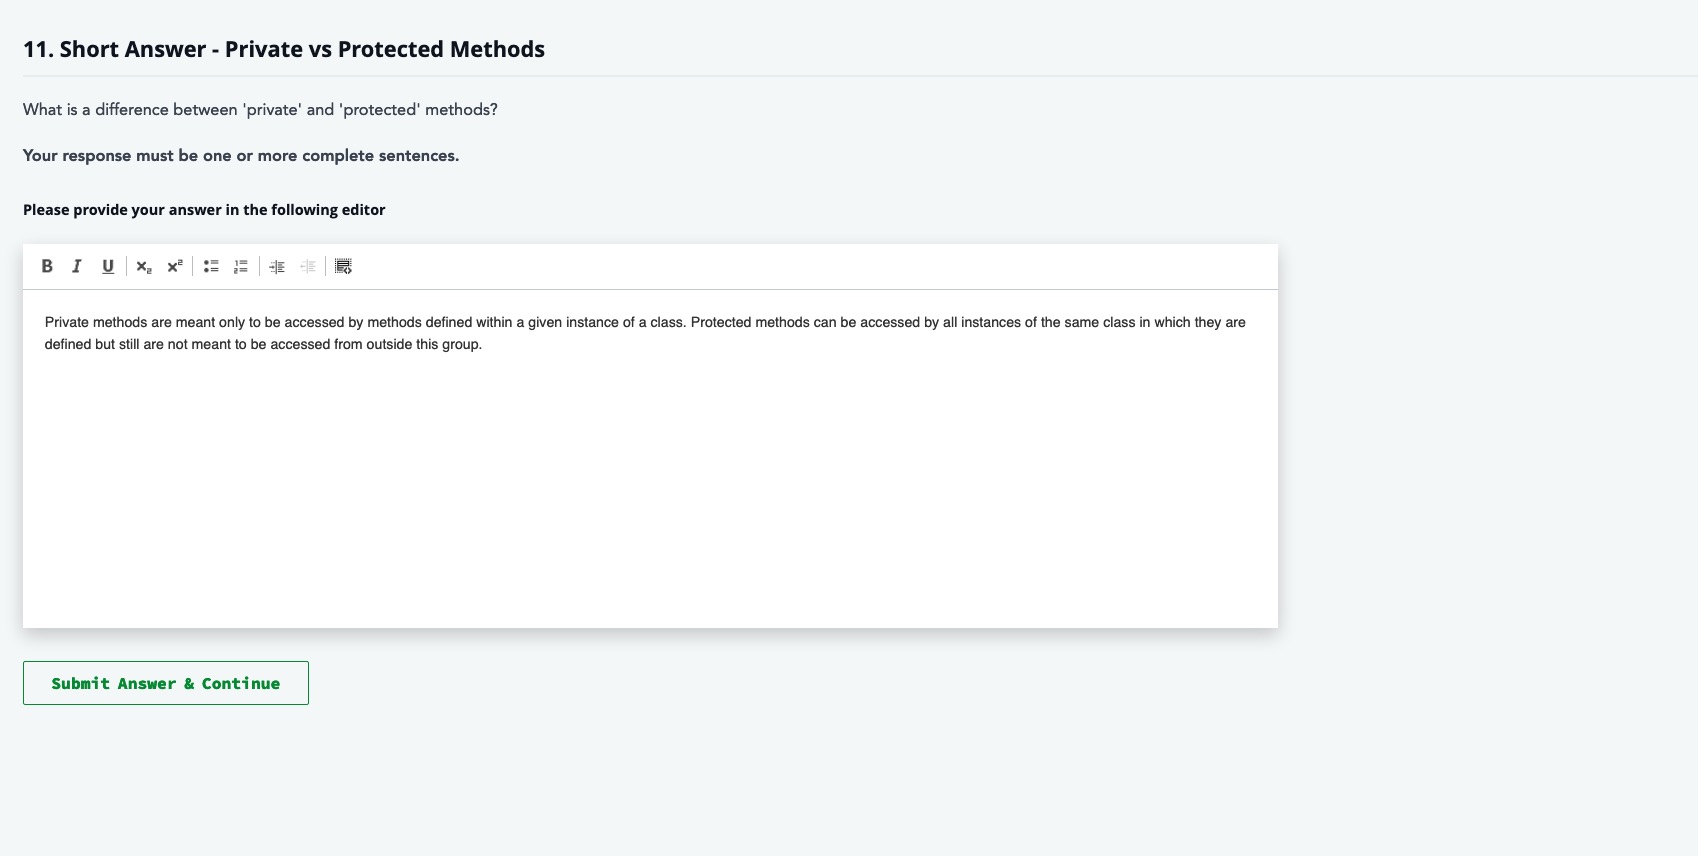 11. Short Answer - Private vs Protected Methods
What is a difference between 'private' and 'protected' methods?
Your response must be one or more complete sentences.
Please provide your answer in the following editor
B I U x₂ x²
Private methods are meant only to be accessed by methods defined within a given instance of a class. Protected methods can be accessed by all instances of the same class in which they are
defined but still are not meant to be accessed from outside this group.
Submit Answer & Continue